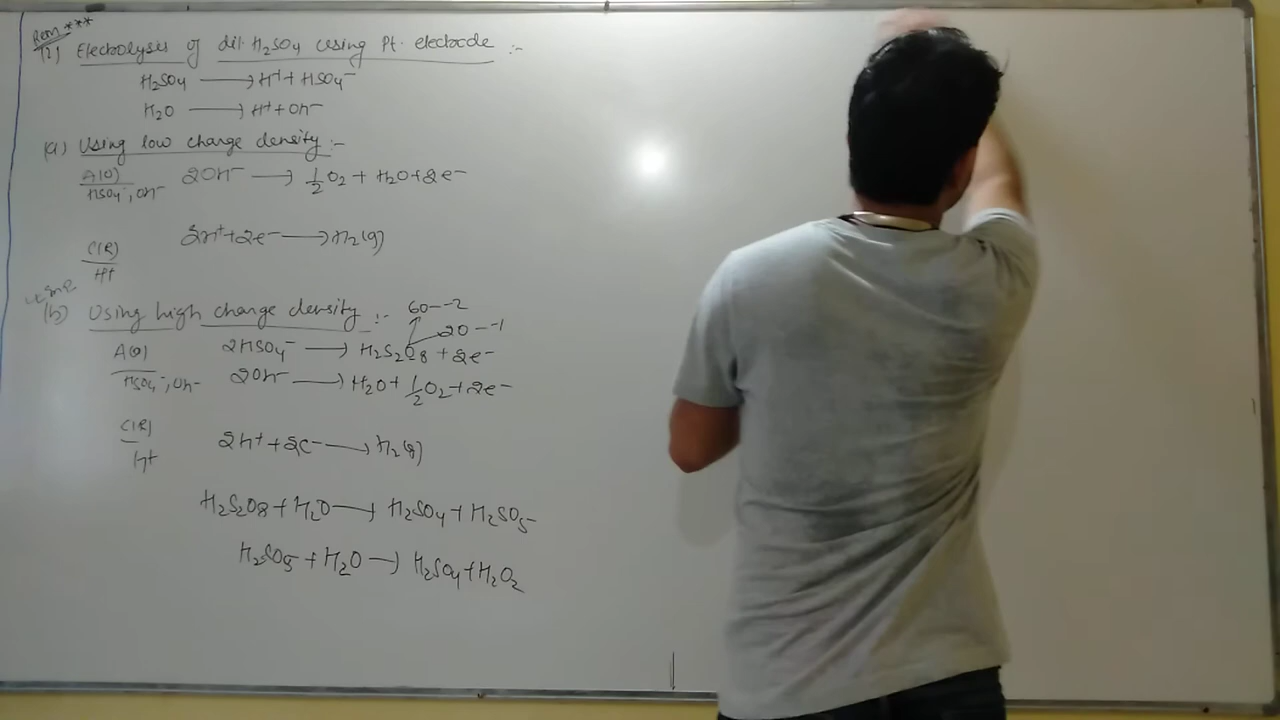 Rem ***
(2) Electrolysis of dil. H₂SO₄ using Pt. electrode :-
H₂SO₄ ⟶ H⁺ + HSO₄⁻
H₂O ⟶ H⁺ + OH⁻
(a) Using low charge density :-
A(O) 2OH⁻ ⟶ 1/2 O₂ + H₂O + 2e⁻
HSO₄⁻, OH⁻
2H⁺ + 2e⁻ ⟶ H₂(g)
C(R)
H⁺
(b) Using high charge density :- 6O - -2
2O - -1
A(O) 2HSO₄⁻ ⟶ H₂S₂O₈ + 2e⁻
HSO₄⁻, OH⁻ 2OH⁻ ⟶ H₂O + 1/2 O₂ + 2e⁻
C(R)
H⁺ 2H⁺ + 2e⁻ ⟶ H₂(g)
H₂S₂O₈ + H₂O ⟶ H₂SO₄ + H₂SO₅
H₂SO₅ + H₂O ⟶ H₂SO₄ + H₂O₂